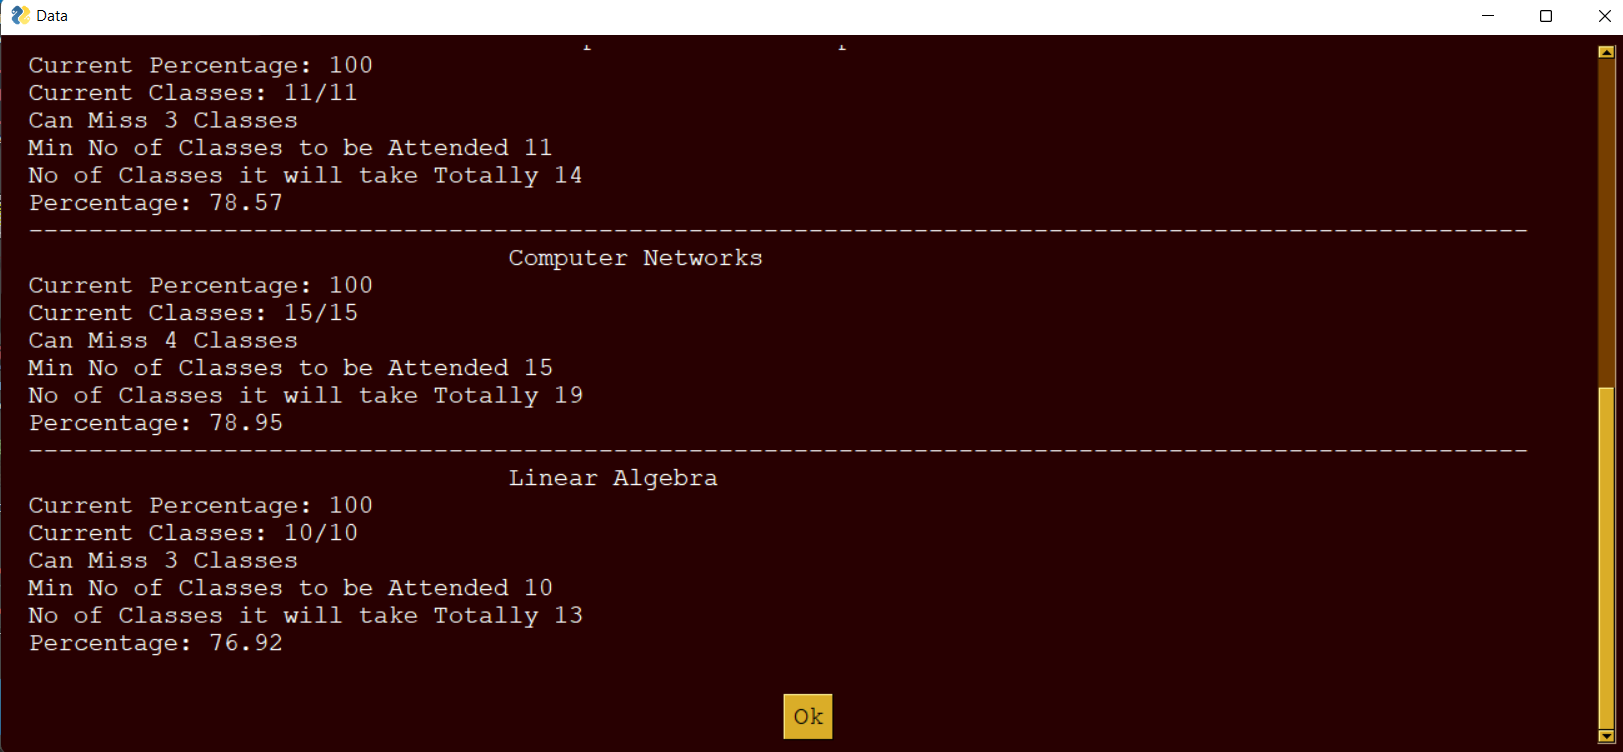 Data
Current Percentage: 100
Current Classes: 11/11
Can Miss 3 Classes
Min No of Classes to be Attended 11
No of Classes it will take Totally 14
Percentage: 78.57
----------------------------------------------------------------------------------------------------
Computer Networks
Current Percentage: 100
Current Classes: 15/15
Can Miss 4 Classes
Min No of Classes to be Attended 15
No of Classes it will take Totally 19
Percentage: 78.95
----------------------------------------------------------------------------------------------------
Linear Algebra
Current Percentage: 100
Current Classes: 10/10
Can Miss 3 Classes
Min No of Classes to be Attended 10
No of Classes it will take Totally 13
Percentage: 76.92
Ok